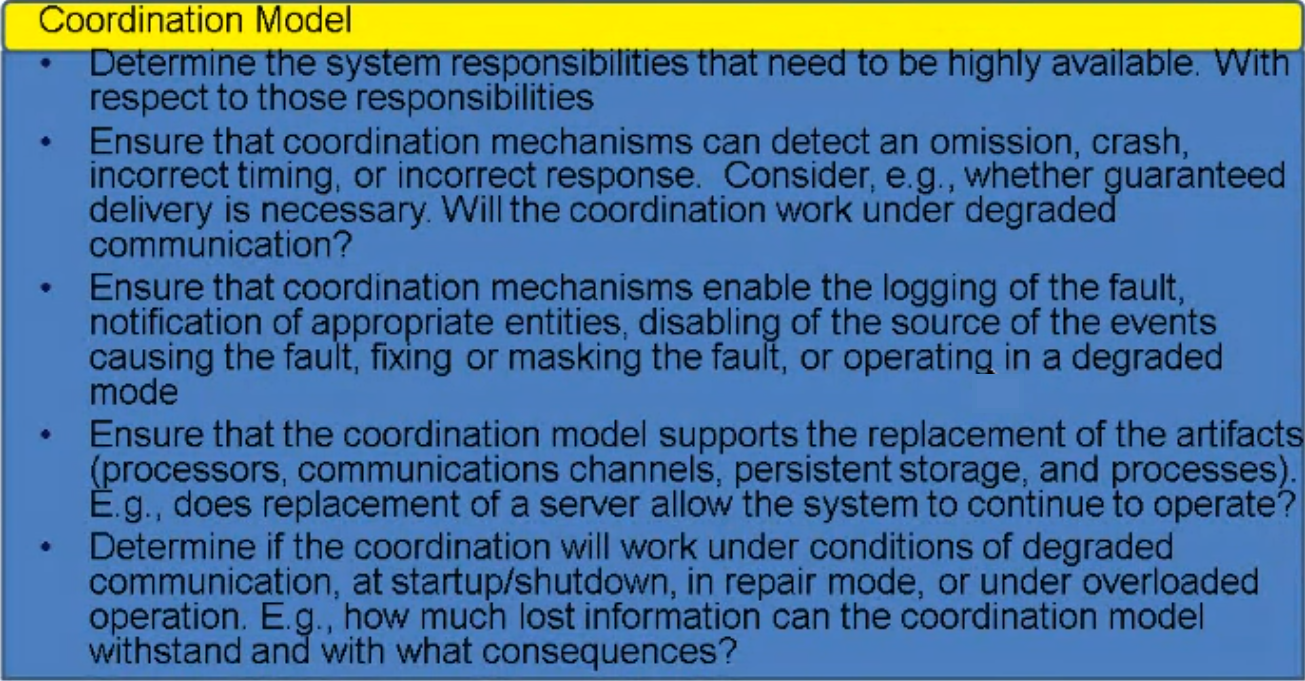 Coordination Model
• Determine the system responsibilities that need to be highly available. With
respect to those responsibilities
• Ensure that coordination mechanisms can detect an omission, crash,
incorrect timing, or incorrect response. Consider, e.g., whether guaranteed
delivery is necessary. Will the coordination work under degraded
communication?
• Ensure that coordination mechanisms enable the logging of the fault,
notification of appropriate entities, disabling of the source of the events
causing the fault, fixing or masking the fault, or operating in a degraded
mode
• Ensure that the coordination model supports the replacement of the artifacts
(processors, communications channels, persistent storage, and processes).
E.g., does replacement of a server allow the system to continue to operate?
• Determine if the coordination will work under conditions of degraded
communication, at startup/shutdown, in repair mode, or under overloaded
operation. E.g., how much lost information can the coordination model
withstand and with what consequences?